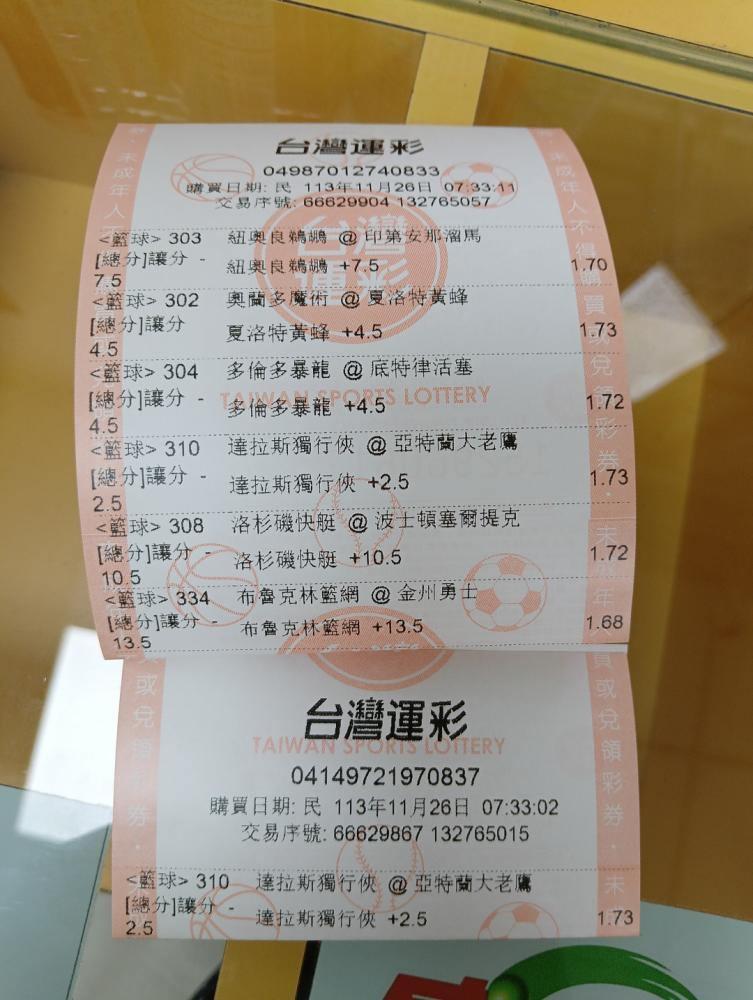 台灣運彩
04987012740833
購買日期: 民 113年11月26日 07:33:11
交易序號: 66629904 132765057
<籃球> 303 紐奧良鵜鶘 @ 印第安那溜馬
[總分]讓分 - 7.5 紐奧良鵜鶘 +7.5 1.70
<籃球> 302 奧蘭多魔術 @ 夏洛特黃蜂
[總分]讓分 4.5 夏洛特黃蜂 +4.5 1.73
<籃球> 304 多倫多暴龍 @ 底特律活塞
TAIWAN SPORTS LOTTERY
[總分]讓分 - 4.5 多倫多暴龍 +4.5 1.72
<籃球> 310 達拉斯獨行俠 @ 亞特蘭大老鷹
[總分]讓分 - 2.5 達拉斯獨行俠 +2.5 1.73
<籃球> 308 洛杉磯快艇 @ 波士頓塞爾提克
[總分]讓分 - 10.5 洛杉磯快艇 +10.5 1.72
<籃球> 334 布魯克林籃網 @ 金州勇士
[總分]讓分 - 13.5 布魯克林籃網 +13.5 1.68
台灣運彩
TAIWAN SPORTS LOTTERY
04149721970837
購買日期: 民 113年11月26日 07:33:02
交易序號: 66629867 132765015
<籃球> 310 達拉斯獨行俠 @ 亞特蘭大老鷹
[總分]讓分 - 2.5 達拉斯獨行俠 +2.5 1.73